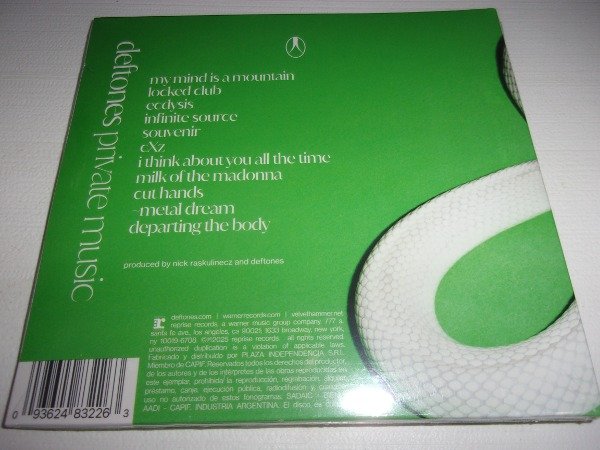 deftones private music
my mind is a mountain
locked club
ecdysis
infinite source
souvenir
cXz
i think about you all the time
milk of the madonna
cut hands
~metal dream
departing the body
produced by nick raskulinecz and deftones
deftones.com | warnerrecords.com | velvethammer.net
reprise records, a warner music group company, 777 s.
santa fe ave., los angeles, ca 90021, 1633 broadway, new york,
ny 10019-6708. ©℗2025 reprise records. all rights reserved.
unauthorized duplication is a violation of applicable laws.
Fabricado y distribuido por PLAZA INDEPENDENCIA S.R.L
Miembro de CAPIF. Reservados todos los derechos del productor,
de los autores y de los intérpretes de las obras reproducidas en
este ejemplar, prohibida la reproducción, regrabación, alquiler,
préstamo, canje, ejecución pública, radiodifusión y
uso no autorizado de estos fonogramas. SADAIC
AADI - CAPIF. INDUSTRIA ARGENTINA. El disco es
0 93624 83226 3